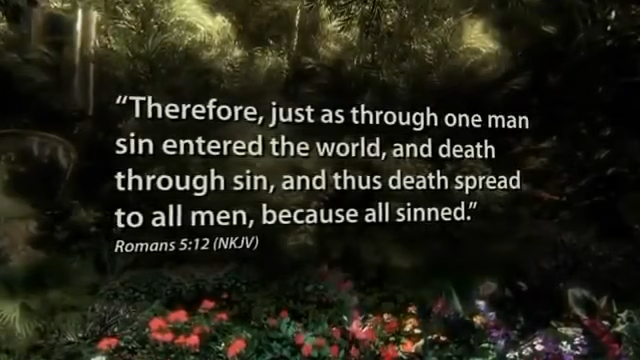 “Therefore, just as through one man
sin entered the world, and death
through sin, and thus death spread
to all men, because all sinned.”
Romans 5:12 (NKJV)